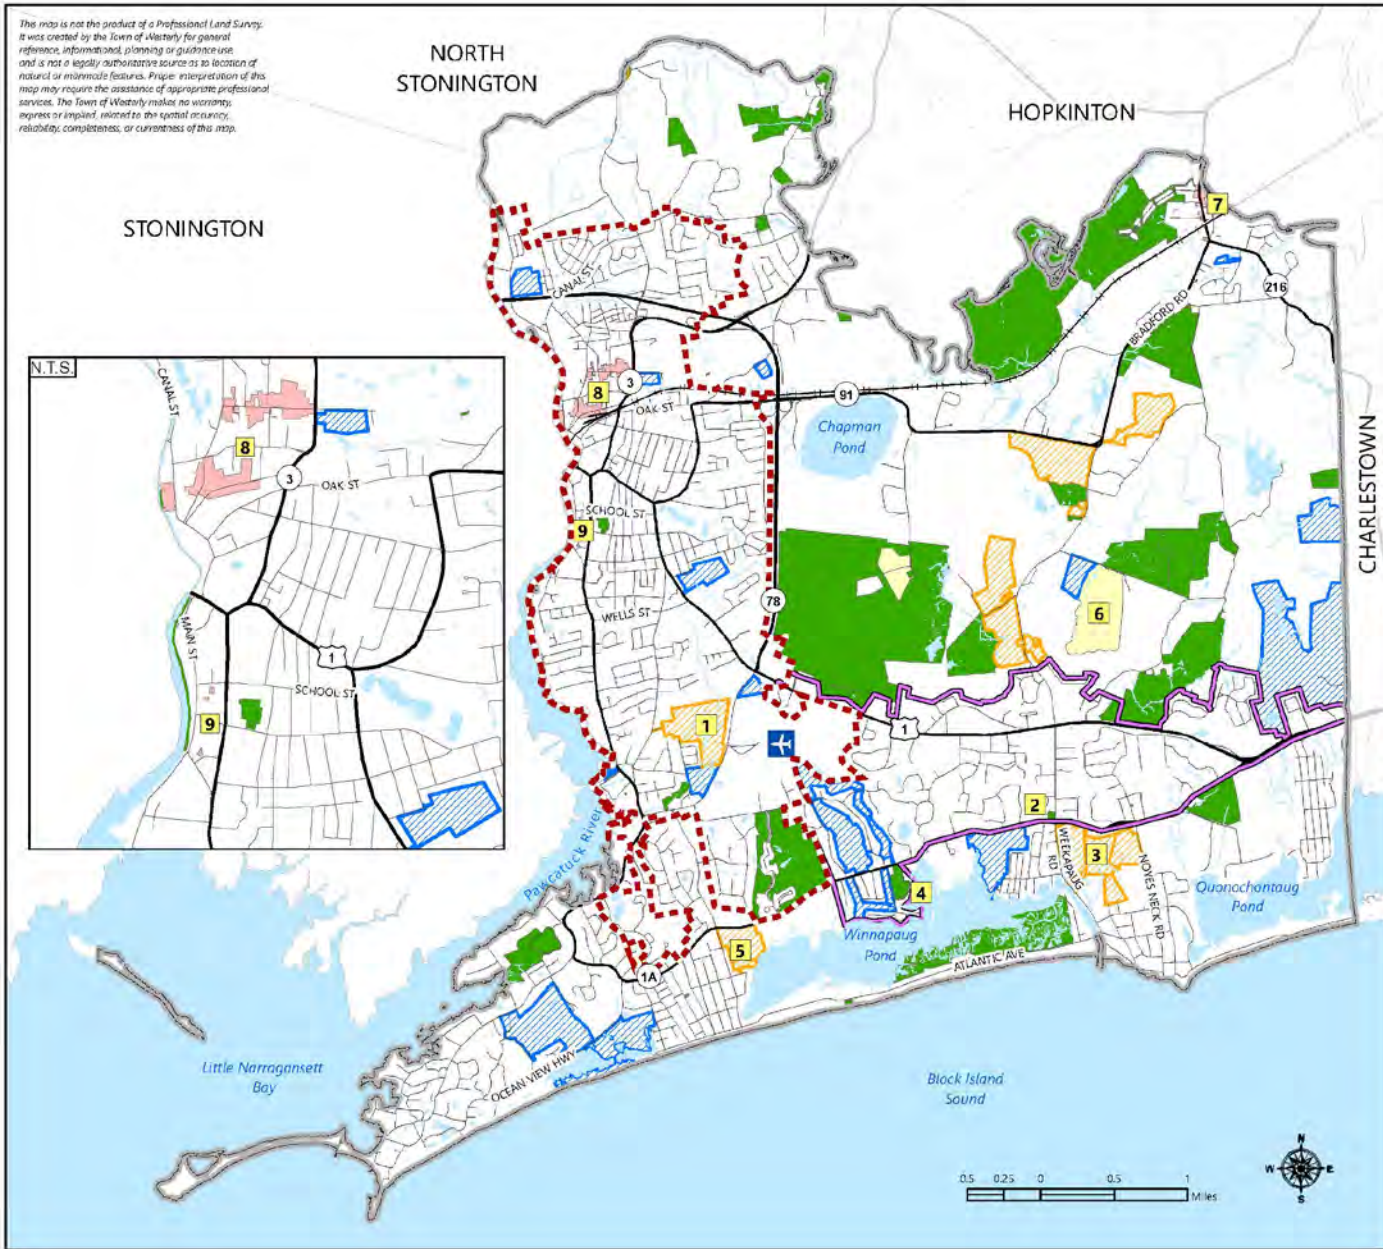 This map is not the product of a Professional Land Survey.
It was created by the Town of Westerly for general
reference, informational, planning or guidance use,
and is not a legally authoritative source as to location of
natural or manmade features. Proper interpretation of this
map may require the assistance of appropriate professional
services. The Town of Westerly makes no warranty,
express or implied, related to the spatial accuracy,
reliability, completeness, or currentness of this map.
NORTH
STONINGTON
HOPKINTON
STONINGTON
7
CANAL ST
216
BRADFORD RD
N.T.S.
CANAL ST
8
3
OAK ST
MAIN ST
1
SCHOOL ST
9
3
8
OAK ST
91
Chapman
Pond
CHARLESTOWN
SCHOOL ST
9
78
WELLS ST
6
1
1
2
WEEKAPAUG
RD
3
NOYES NECK RD
Pawcatuck River
4
Quonochontaug
Pond
Winnapaug
Pond
5
ATLANTIC AVE
1A
OCEAN VIEW HWY
Little Narragansett
Bay
Block Island
Sound
N
W E
S
0.5 0.25 0 0.5 1
Miles